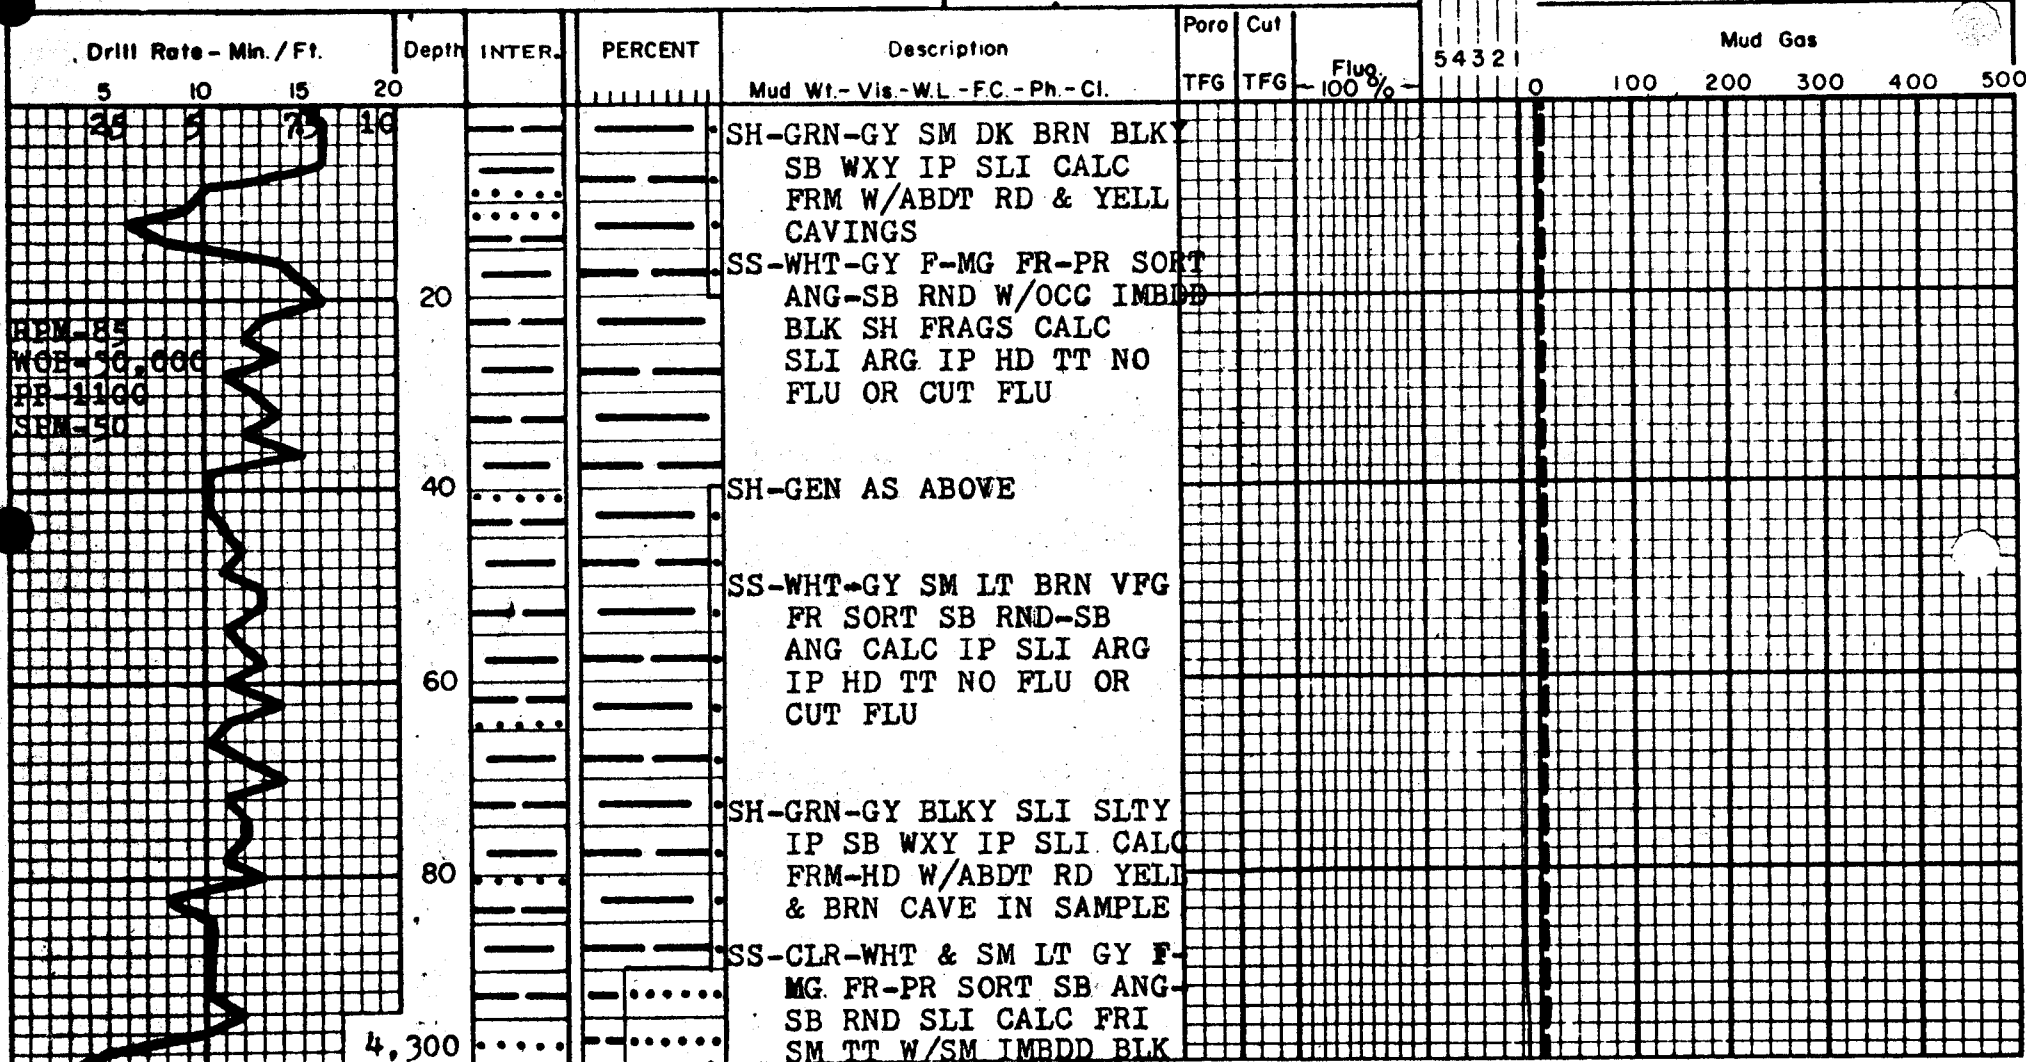 Drill Rate - Min./Ft.
5 10 15 20
Depth
INTER.
PERCENT
Description
Mud Wt.- Vis.-W.L.-F.C.-Ph.-Cl.
Poro
TFG
Cut
TFG
Fluo.
100 %
5 4 3 2 1
Mud Gas
0 100 200 300 400 500
25 5 75 10
SH-GRN-GY SM DK BRN BLKY
SB WXY IP SLI CALC
FRM W/ABDT RD & YELL
CAVINGS
SS-WHT-GY F-MG FR-PR SORT
ANG-SB RND W/OCC IMBDD
BLK SH FRAGS CALC
SLI ARG IP HD TT NO
FLU OR CUT FLU
20
RPM-85
WOB-50,000
PP-1100
SPM-50
40
SH-GEN AS ABOVE
SS-WHT-GY SM LT BRN VFG
FR SORT SB RND-SB
ANG CALC IP SLI ARG
IP HD TT NO FLU OR
CUT FLU
60
SH-GRN-GY BLKY SLI SLTY
IP SB WXY IP SLI CALC
FRM-HD W/ABDT RD YELL
& BRN CAVE IN SAMPLE
80
SS-CLR-WHT & SM LT GY F-
MG FR-PR SORT SB ANG-
SB RND SLI CALC FRI
SM TT W/SM IMBDD BLK
4,300